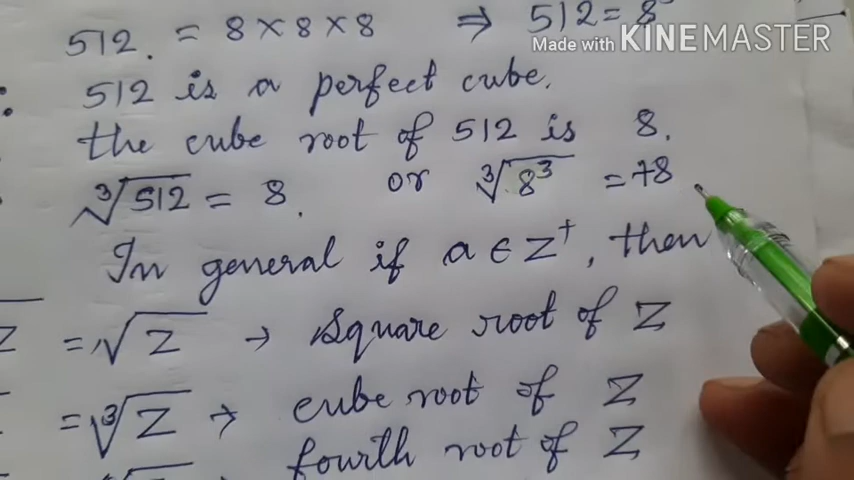 512. = 8 × 8 × 8 ⇒ 512 = 8³
Made with KINEMASTER
512 is a perfect cube.
the cube root of 512 is 8.
∛512 = 8. or ∛8³ = +8
In general if a ∈ Z⁺, then
Z = √Z → square root of Z
= ∛Z → cube root of Z
fourth root of Z